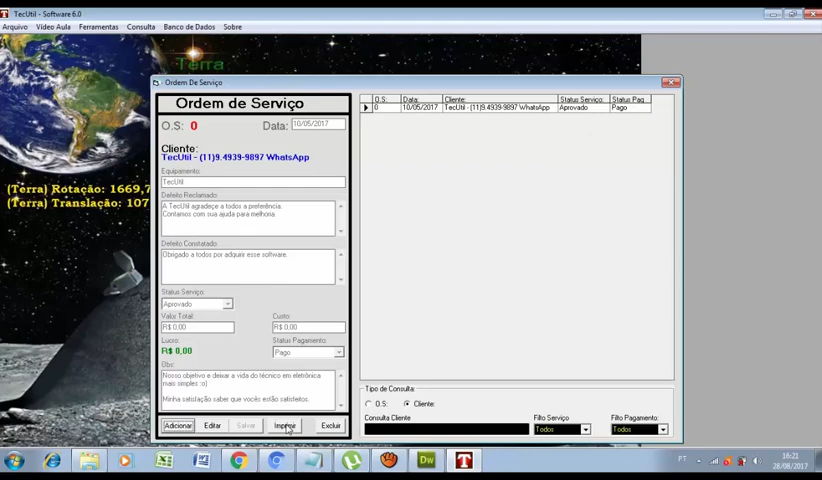 TecUtil - Software 6.0
Arquivo Vídeo Aula Ferramentas Consulta Banco de Dados Sobre
Terra
(Terra) Rotação: 1669,7
(Terra) Translação: 107
Ordem De Serviço
Ordem de Serviço
O.S: 0 Data: 10/05/2017
Cliente:
TecUtil - (11)9.4939-9897 WhatsApp
Equipamento:
TecUtil
Defeito Reclamado:
A TecUtil agradeçe a todos a preferência.
Contamos com sua ajuda para melhoria.
Defeito Constatado:
Obrigado a todos por adquirir esse software.
Status Serviço:
Aprovado
Valor Total: Custo:
R$ 0,00 R$ 0,00
Lucro: Status Pagamento:
R$ 0,00 Pago
Obs:
Nosso objetivo e deixar a vida do técnico em eletrônica
mais simples :o)
Minha satisfação saber que vocês estão satisfeitos.
Adicionar Editar Salvar Imprimir Excluir
O.S: Data: Cliente: Status Serviço: Status Pag
0 10/05/2017 TecUtil - (11)9.4939-9897 WhatsApp Aprovado Pago
Tipo de Consulta:
O.S: Cliente:
Consulta Cliente Filto Serviço Filto Pagamento:
Todos Todos
Dw
PT
16:21
28/08/2017